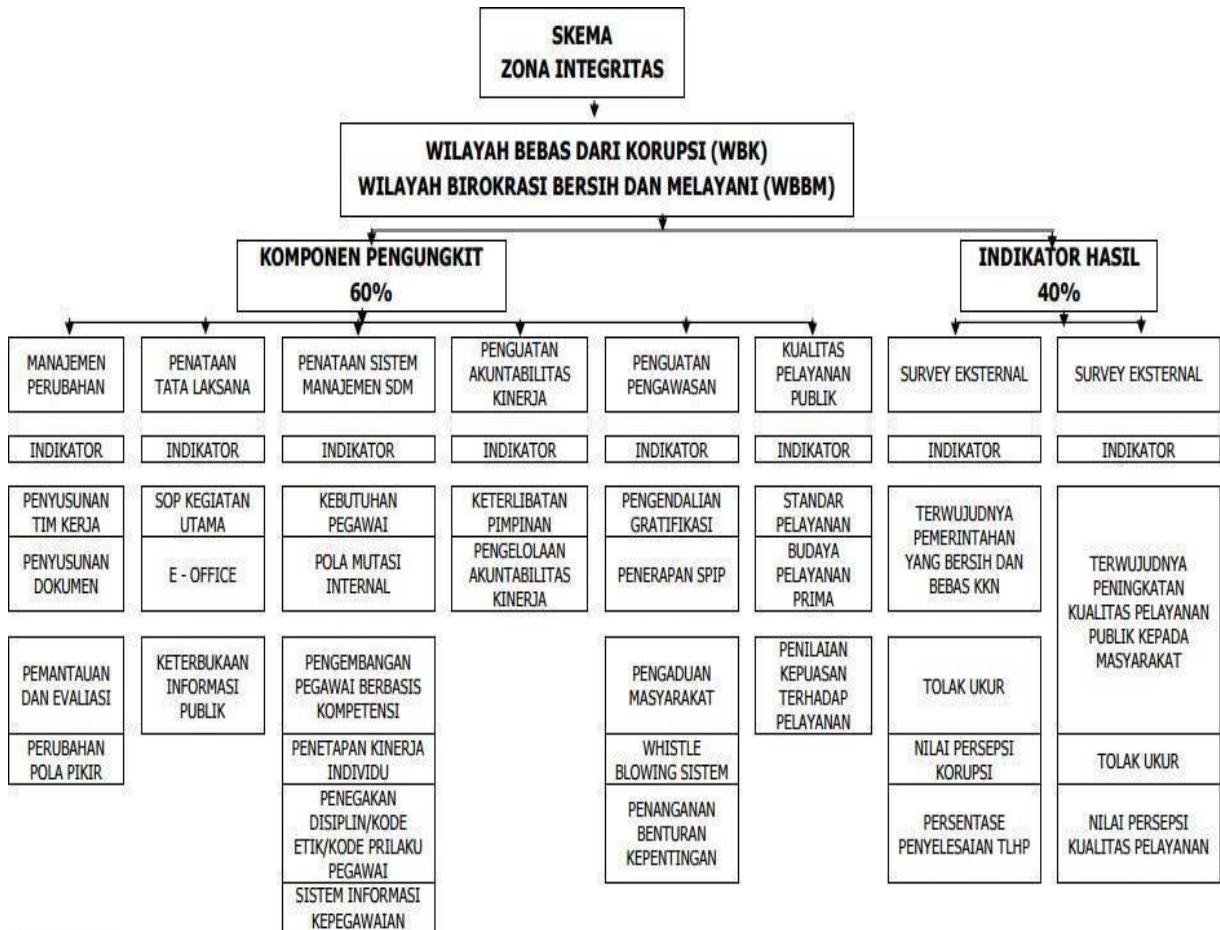 SKEMA
ZONA INTEGRITAS
WILAYAH BEBAS DARI KORUPSI (WBK)
WILAYAH BIROKRASI BERSIH DAN MELAYANI (WBBM)
KOMPONEN PENGUNGKIT
60%
INDIKATOR HASIL
40%
MANAJEMEN
PERUBAHAN
PENATAAN
TATA LAKSANA
PENATAAN SISTEM
MANAJEMEN SDM
PENGUATAN
AKUNTABILITAS
KINERJA
PENGUATAN
PENGAWASAN
KUALITAS
PELAYANAN
PUBLIK
SURVEY EKSTERNAL
SURVEY EKSTERNAL
INDIKATOR
INDIKATOR
INDIKATOR
INDIKATOR
INDIKATOR
INDIKATOR
INDIKATOR
INDIKATOR
PENYUSUNAN
TIM KERJA
PENYUSUNAN
DOKUMEN
PEMANTAUAN
DAN EVALIASI
PERUBAHAN
POLA PIKIR
SOP KEGIATAN
UTAMA
E - OFFICE
KETERBUKAAN
INFORMASI
PUBLIK
KEBUTUHAN
PEGAWAI
POLA MUTASI
INTERNAL
PENGEMBANGAN
PEGAWAI BERBASIS
KOMPETENSI
PENETAPAN KINERJA
INDIVIDU
PENEGAKAN
DISIPLIN/KODE
ETIK/KODE PRILAKU
PEGAWAI
SISTEM INFORMASI
KEPEGAWAIAN
KETERLIBATAN
PIMPINAN
PENGELOLAAN
AKUNTABILITAS
KINERJA
PENGENDALIAN
GRATIFIKASI
PENERAPAN SPIP
PENGADUAN
MASYARAKAT
WHISTLE
BLOWING SISTEM
PENANGANAN
BENTURAN
KEPENTINGAN
STANDAR
PELAYANAN
BUDAYA
PELAYANAN
PRIMA
PENILAIAN
KEPUASAN
TERHADAP
PELAYANAN
TERWUJUDNYA
PEMERINTAHAN
YANG BERSIH DAN
BEBAS KKN
TOLAK UKUR
NILAI PERSEPSI
KORUPSI
PERSENTASE
PENYELESAIAN TLHP
TERWUJUDNYA
PENINGKATAN
KUALITAS PELAYANAN
PUBLIK KEPADA
MASYARAKAT
TOLAK UKUR
NILAI PERSEPSI
KUALITAS PELAYANAN